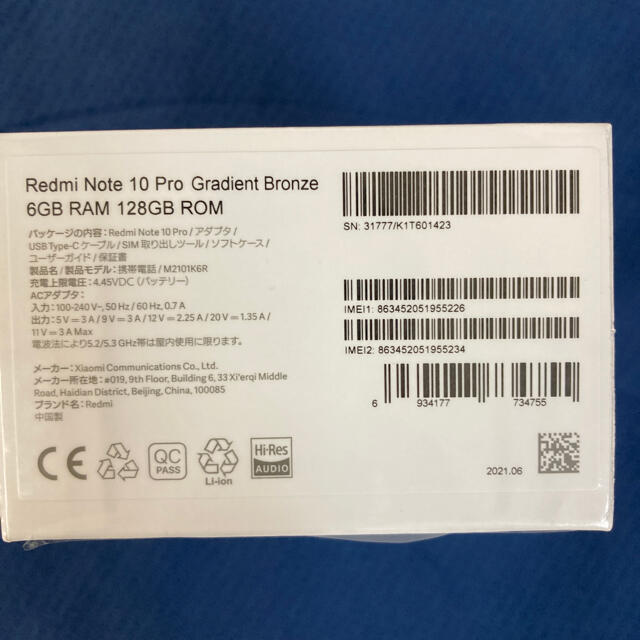 Redmi Note 10 Pro Gradient Bronze
6GB RAM 128GB ROM
パッケージの内容：Redmi Note 10 Pro / アダプタ /
USB Type-C ケーブル / SIM 取り出しツール / ソフトケース /
ユーザーガイド / 保証書
製品名 / 製品モデル：携帯電話 / M2101K6R
充電上限電圧：4.45VDC（バッテリー）
ACアダプタ：
入力：100-240 V~, 50 Hz / 60 Hz, 0.7 A
出力：5 V⎓3 A / 9 V⎓3 A / 12 V⎓2.25 A / 20 V⎓1.35 A /
11 V⎓3 A Max
電波法により5.2/5.3 GHz帯は屋内使用に限ります。
メーカー：Xiaomi Communications Co., Ltd.
メーカー所在地：#019, 9th Floor, Building 6, 33 Xi'erqi Middle
Road, Haidian District, Beijing, China, 100085
ブランド名：Redmi
中国製
CE
QC
PASS
Li-ion
Hi-Res
AUDIO
SN: 31777/K1T601423
IMEI1: 863452051955226
IMEI2: 863452051955234
6 934177 734755
2021.06